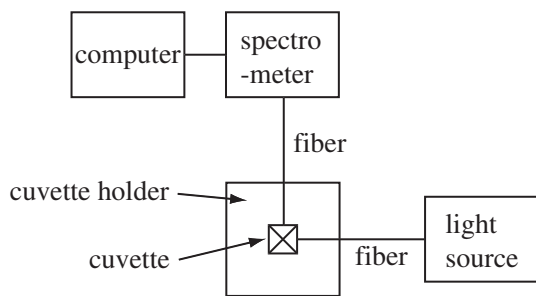 computer
spectro
-meter
fiber
cuvette holder
cuvette
fiber
light
source